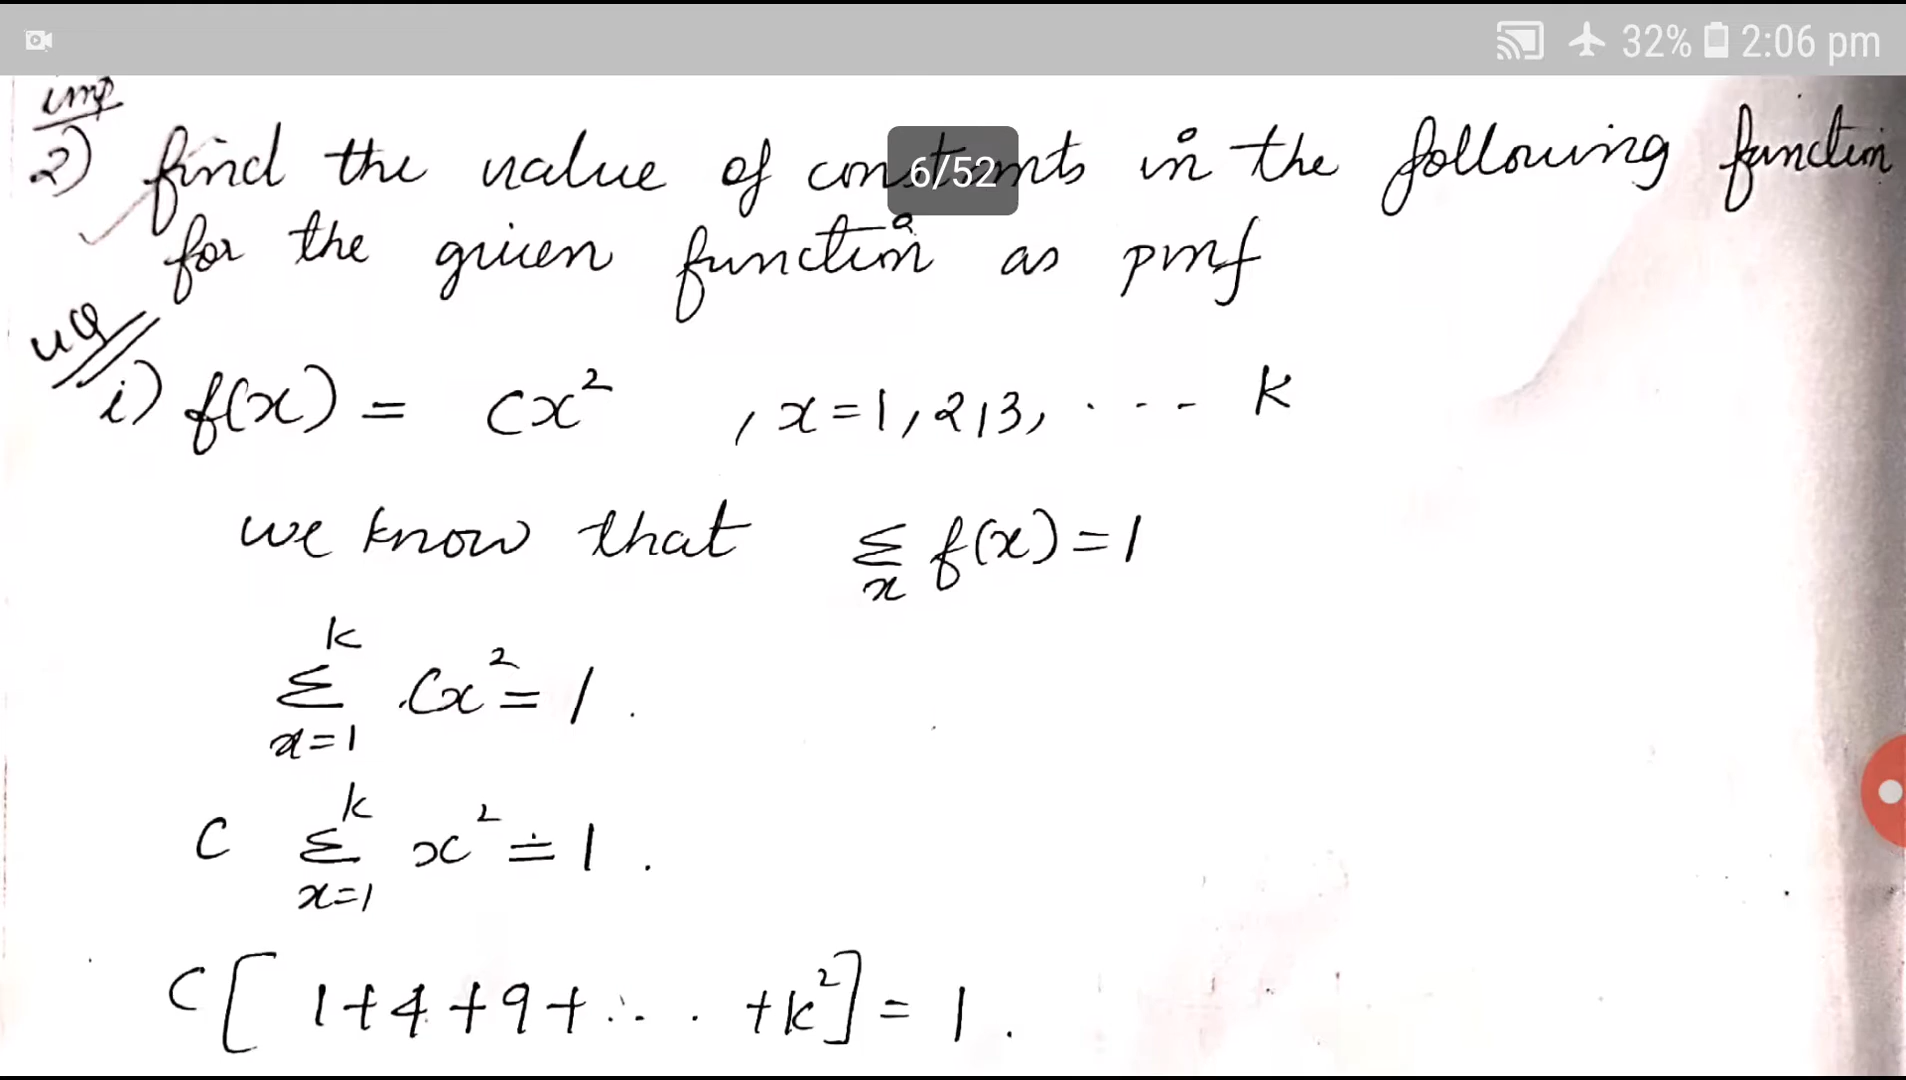 32% 2:06 pm
imp
2) find the value of constants in the following function
6/52
for the given function as pmf
UQ
i) f(x) = cx² , x=1,2,3, . - - - k
we know that Σ f(x) = 1
x
k
Σ Cx² = 1 .
x=1
k
C Σ x² = 1 .
x=1
C[ 1+4+9+ ... . +k²] = 1 .